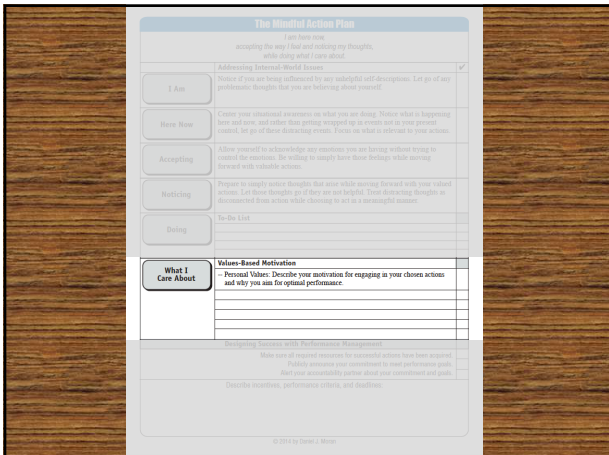 The Mindful Action Plan
I am here now,
accepting the way I feel and noticing my thoughts,
while doing what I care about.
Addressing Internal-World Issues ✔
I Am
Notice if you are being influenced by any unhelpful self-descriptions. Let go of any
problematic thoughts that you are believing about yourself.
Here Now
Center your situational awareness on what you are doing. Notice what is happening
here and now, and rather than getting wrapped up in events not in your present
control, let go of these distracting events. Focus on what is relevant to your actions.
Accepting
Allow yourself to acknowledge any emotions you are having without trying to
control the emotions. Be willing to simply have those feelings while moving
forward with valuable actions.
Noticing
Prepare to simply notice thoughts that arise while moving forward with your valued
actions. Let those thoughts go if they are not helpful. Treat distracting thoughts as
disconnected from action while choosing to act in a meaningful manner.
Doing
To-Do List
What I
Care About
Values-Based Motivation
– Personal Values: Describe your motivation for engaging in your chosen actions
and why you aim for optimal performance.
Designing Success with Performance Management
Make sure all required resources for successful actions have been acquired.
Publicly announce your commitment to meet performance goals.
Alert your accountability partner about your commitment and goals.
Describe incentives, performance criteria, and deadlines
© 2014 by Daniel J. Moran